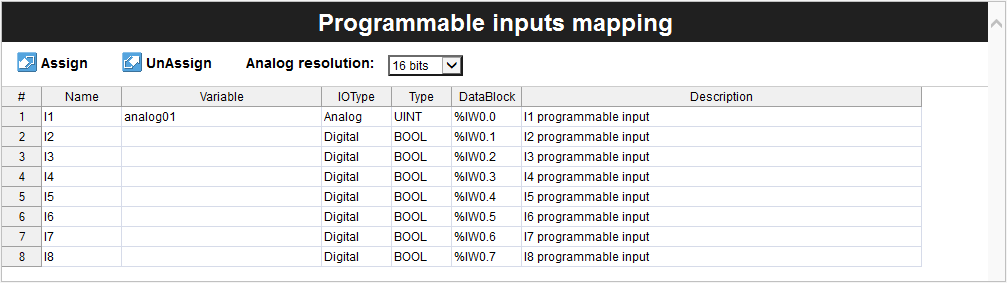 Programmable inputs mapping
Assign UnAssign Analog resolution: 16 bits
# Name Variable IOType Type DataBlock Description
1 I1 analog01 Analog UINT %IW0.0 I1 programmable input
2 I2 Digital BOOL %IW0.1 I2 programmable input
3 I3 Digital BOOL %IW0.2 I3 programmable input
4 I4 Digital BOOL %IW0.3 I4 programmable input
5 I5 Digital BOOL %IW0.4 I5 programmable input
6 I6 Digital BOOL %IW0.5 I6 programmable input
7 I7 Digital BOOL %IW0.6 I7 programmable input
8 I8 Digital BOOL %IW0.7 I8 programmable input